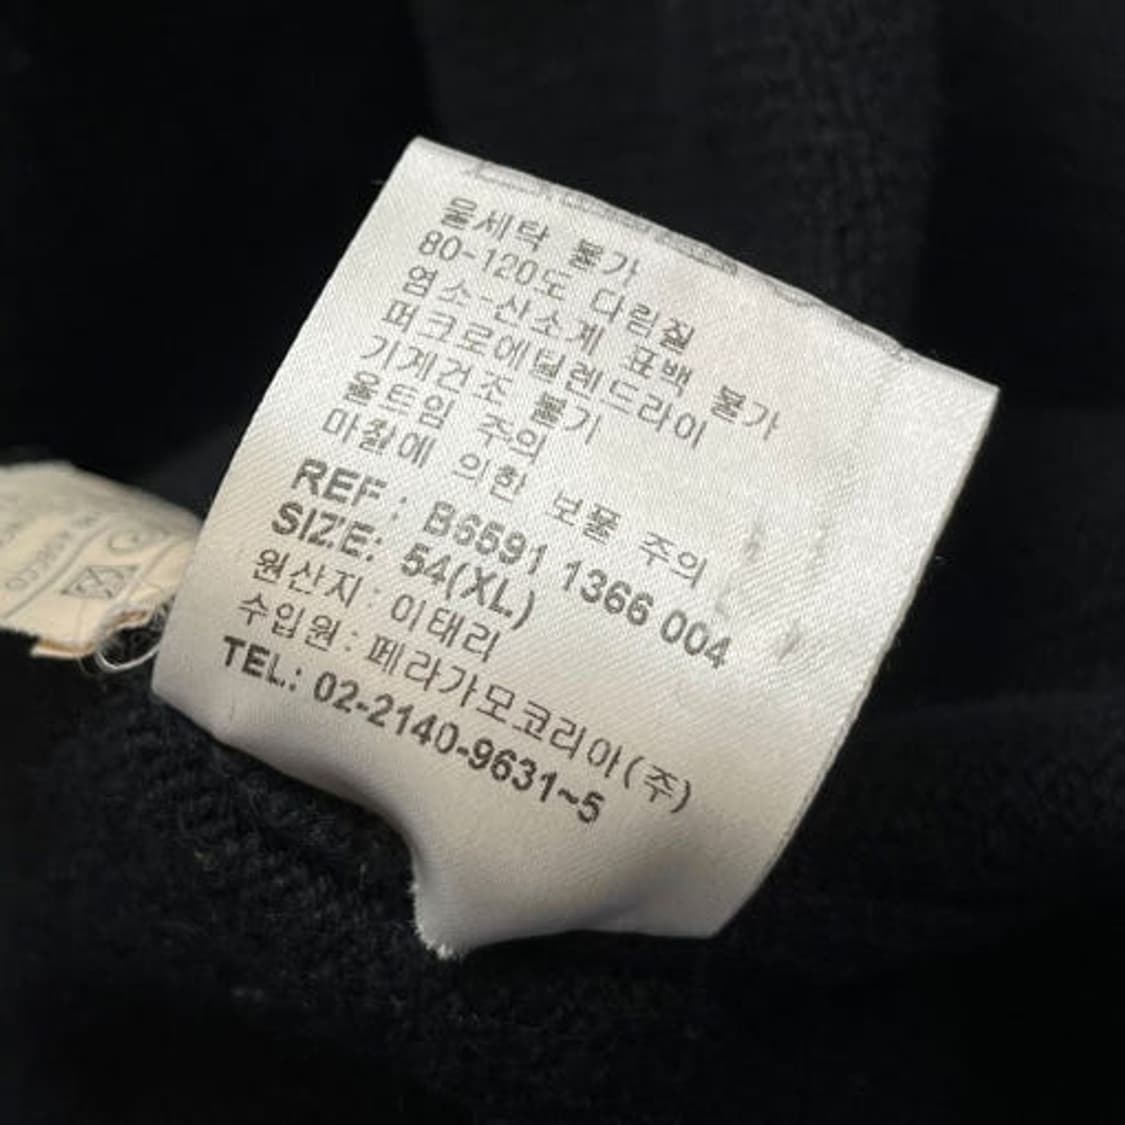 물세탁 불가
80-120도 다림질
염소-산소계 표백 불가
퍼크로에틸렌드라이
기계건조 불가
올트임 주의
마찰에 의한 보풀 주의
REF : B6591 1366 004
SIZE: 54(XL)
원산지 : 이태리
수입원 : 페라가모코리아(주)
TEL.: 02-2140-9631~5